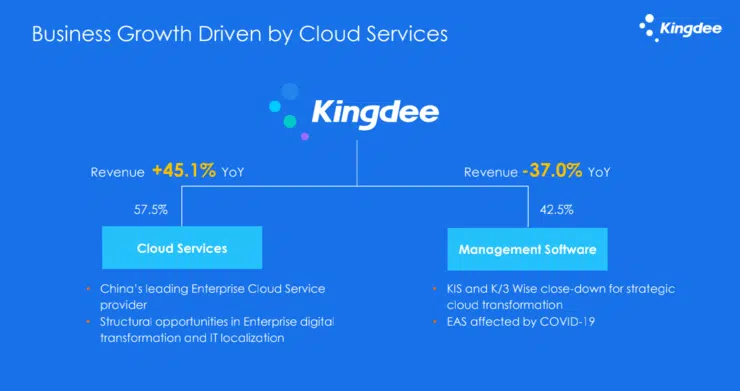 Business Growth Driven by Cloud Services
Kingdee
Kingdee
Revenue +45.1% YoY
Revenue -37.0% YoY
57.5%
42.5%
Cloud Services
Management Software
• China's leading Enterprise Cloud Service
provider
• Structural opportunities in Enterprise digital
transformation and IT localization
• KIS and K/3 Wise close-down for strategic
cloud transformation
• EAS affected by COVID-19